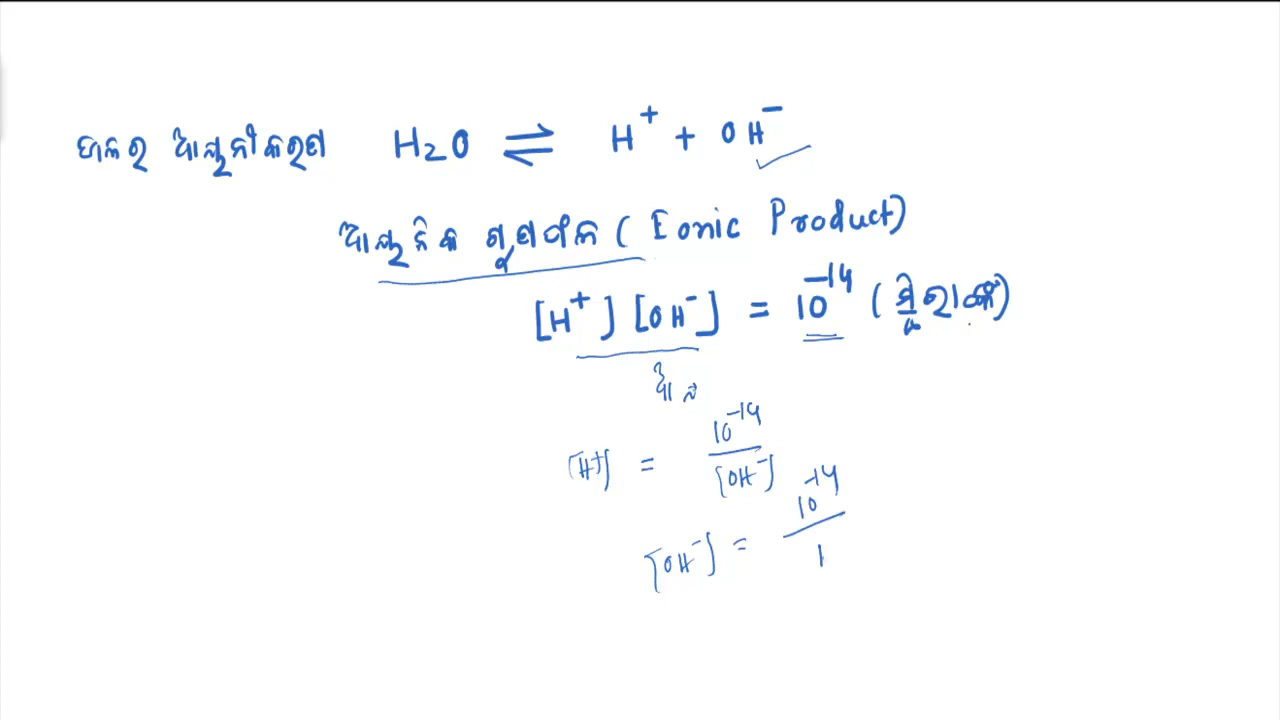 ଜଳର ଆୟନୀକରଣ H₂O ⇌ H⁺ + OH⁻
ଆୟନିକ ଗୁଣଫଳ ( Ionic Product)
[H⁺] [OH⁻] = 10⁻¹⁴ (ସ୍ଥିରାଙ୍କ)
[H+] = 10⁻¹⁴ / [OH⁻]
[OH⁻] = 10⁻¹⁴ / 1